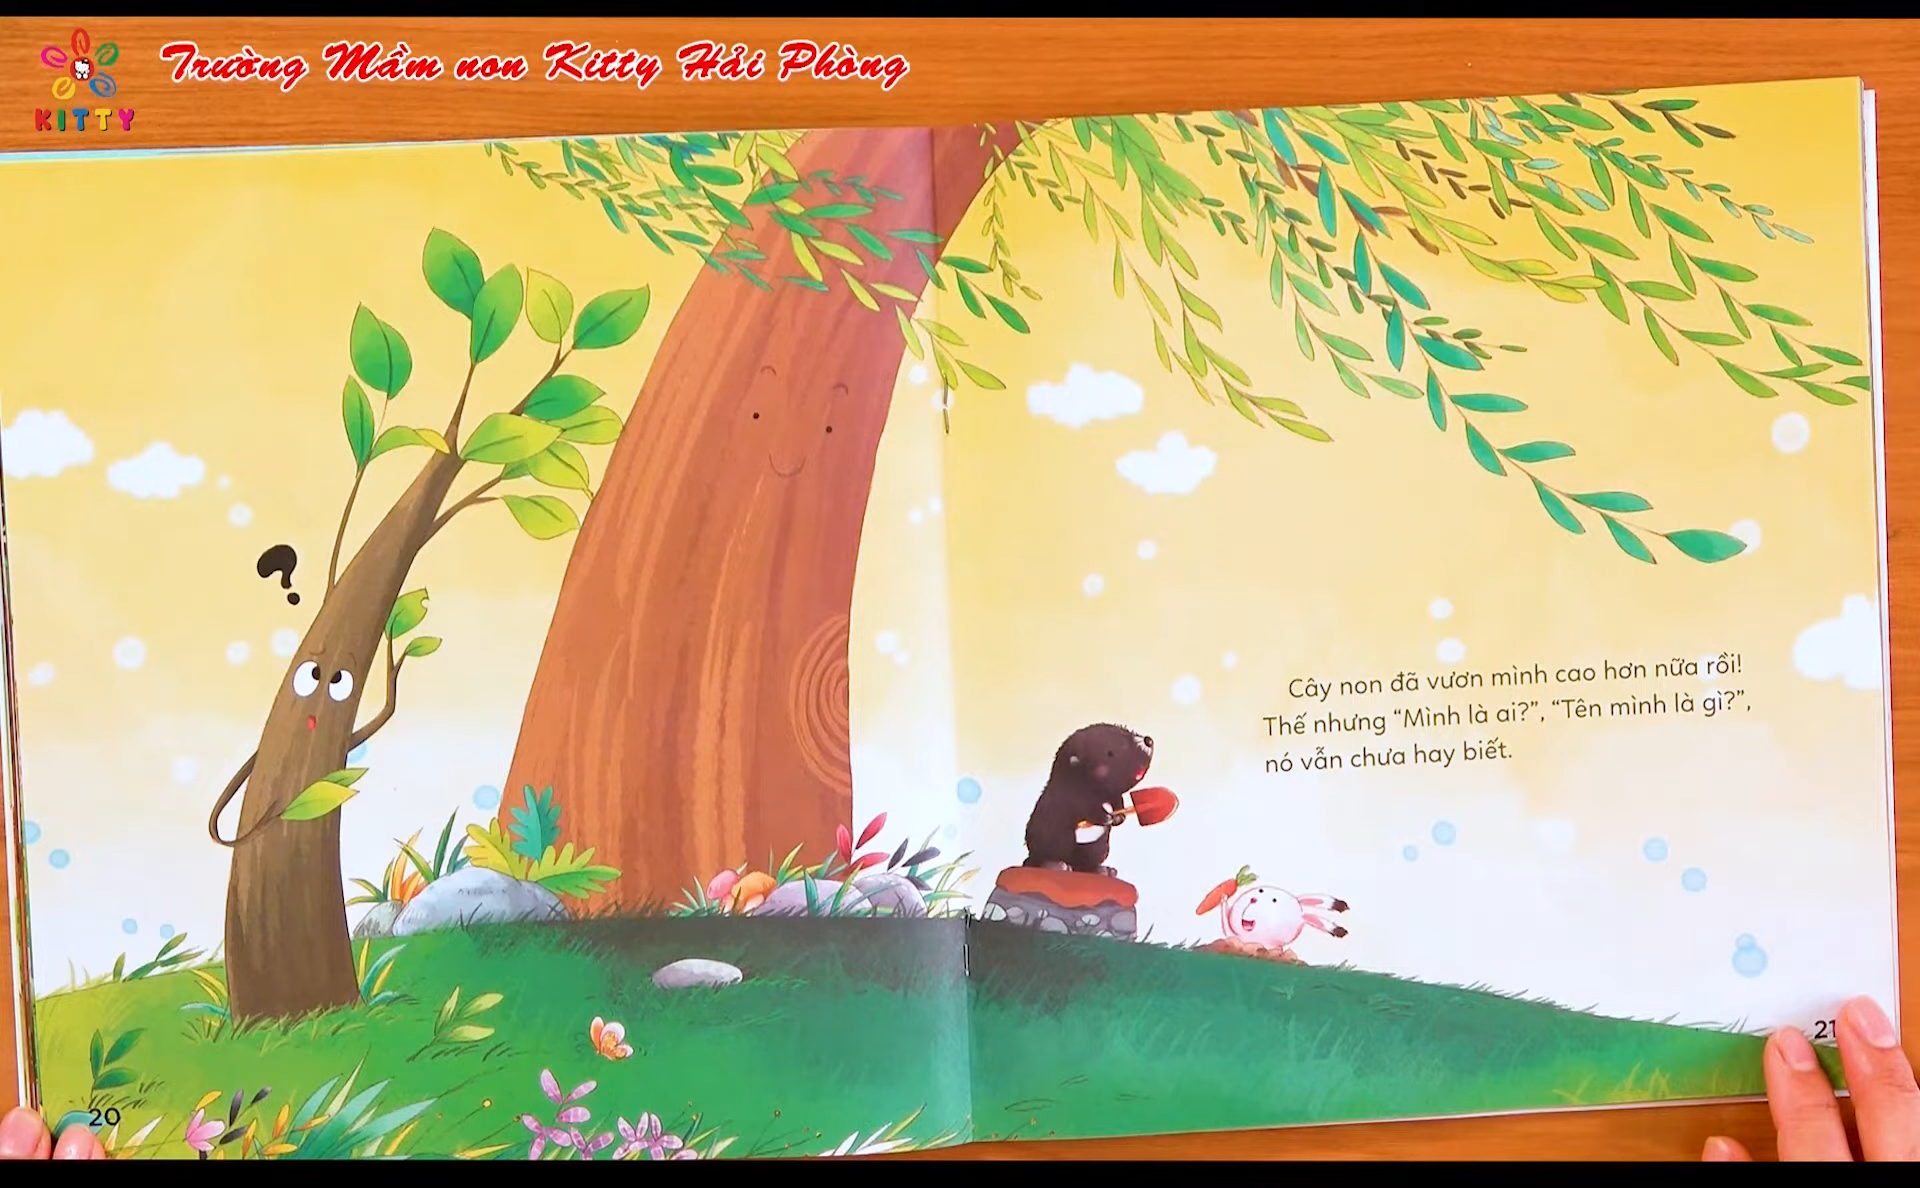 Trường Mầm non Kitty Hải Phòng
KITTY
?
Cây non đã vươn mình cao hơn nữa rồi!
Thế nhưng “Mình là ai?”, “Tên mình là gì?”,
nó vẫn chưa hay biết.
20
21